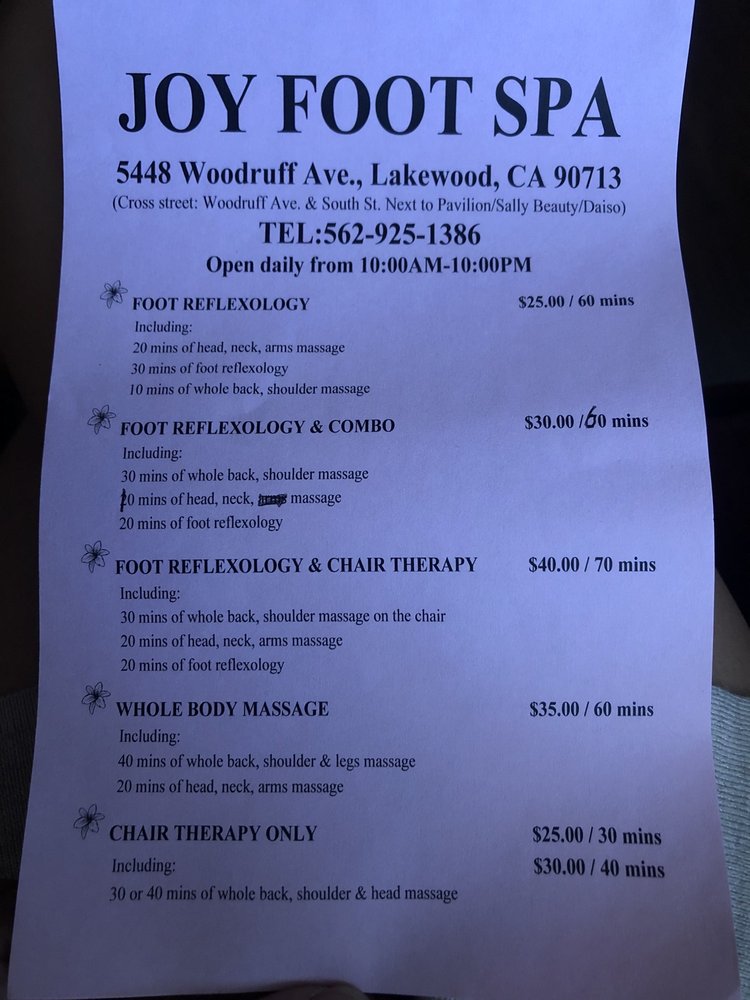 JOY FOOT SPA
5448 Woodruff Ave., Lakewood, CA 90713
(Cross street: Woodruff Ave. & South St. Next to Pavilion/Sally Beauty/Daiso)
TEL:562-925-1386
Open daily from 10:00AM-10:00PM
FOOT REFLEXOLOGY $25.00 / 60 mins
Including:
20 mins of head, neck, arms massage
30 mins of foot reflexology
10 mins of whole back, shoulder massage
FOOT REFLEXOLOGY & COMBO $30.00 /60 mins
Including:
30 mins of whole back, shoulder massage
10 mins of head, neck, massage
20 mins of foot reflexology
FOOT REFLEXOLOGY & CHAIR THERAPY $40.00 / 70 mins
Including:
30 mins of whole back, shoulder massage on the chair
20 mins of head, neck, arms massage
20 mins of foot reflexology
WHOLE BODY MASSAGE $35.00 / 60 mins
Including:
40 mins of whole back, shoulder & legs massage
20 mins of head, neck, arms massage
CHAIR THERAPY ONLY $25.00 / 30 mins
Including: $30.00 / 40 mins
30 or 40 mins of whole back, shoulder & head massage